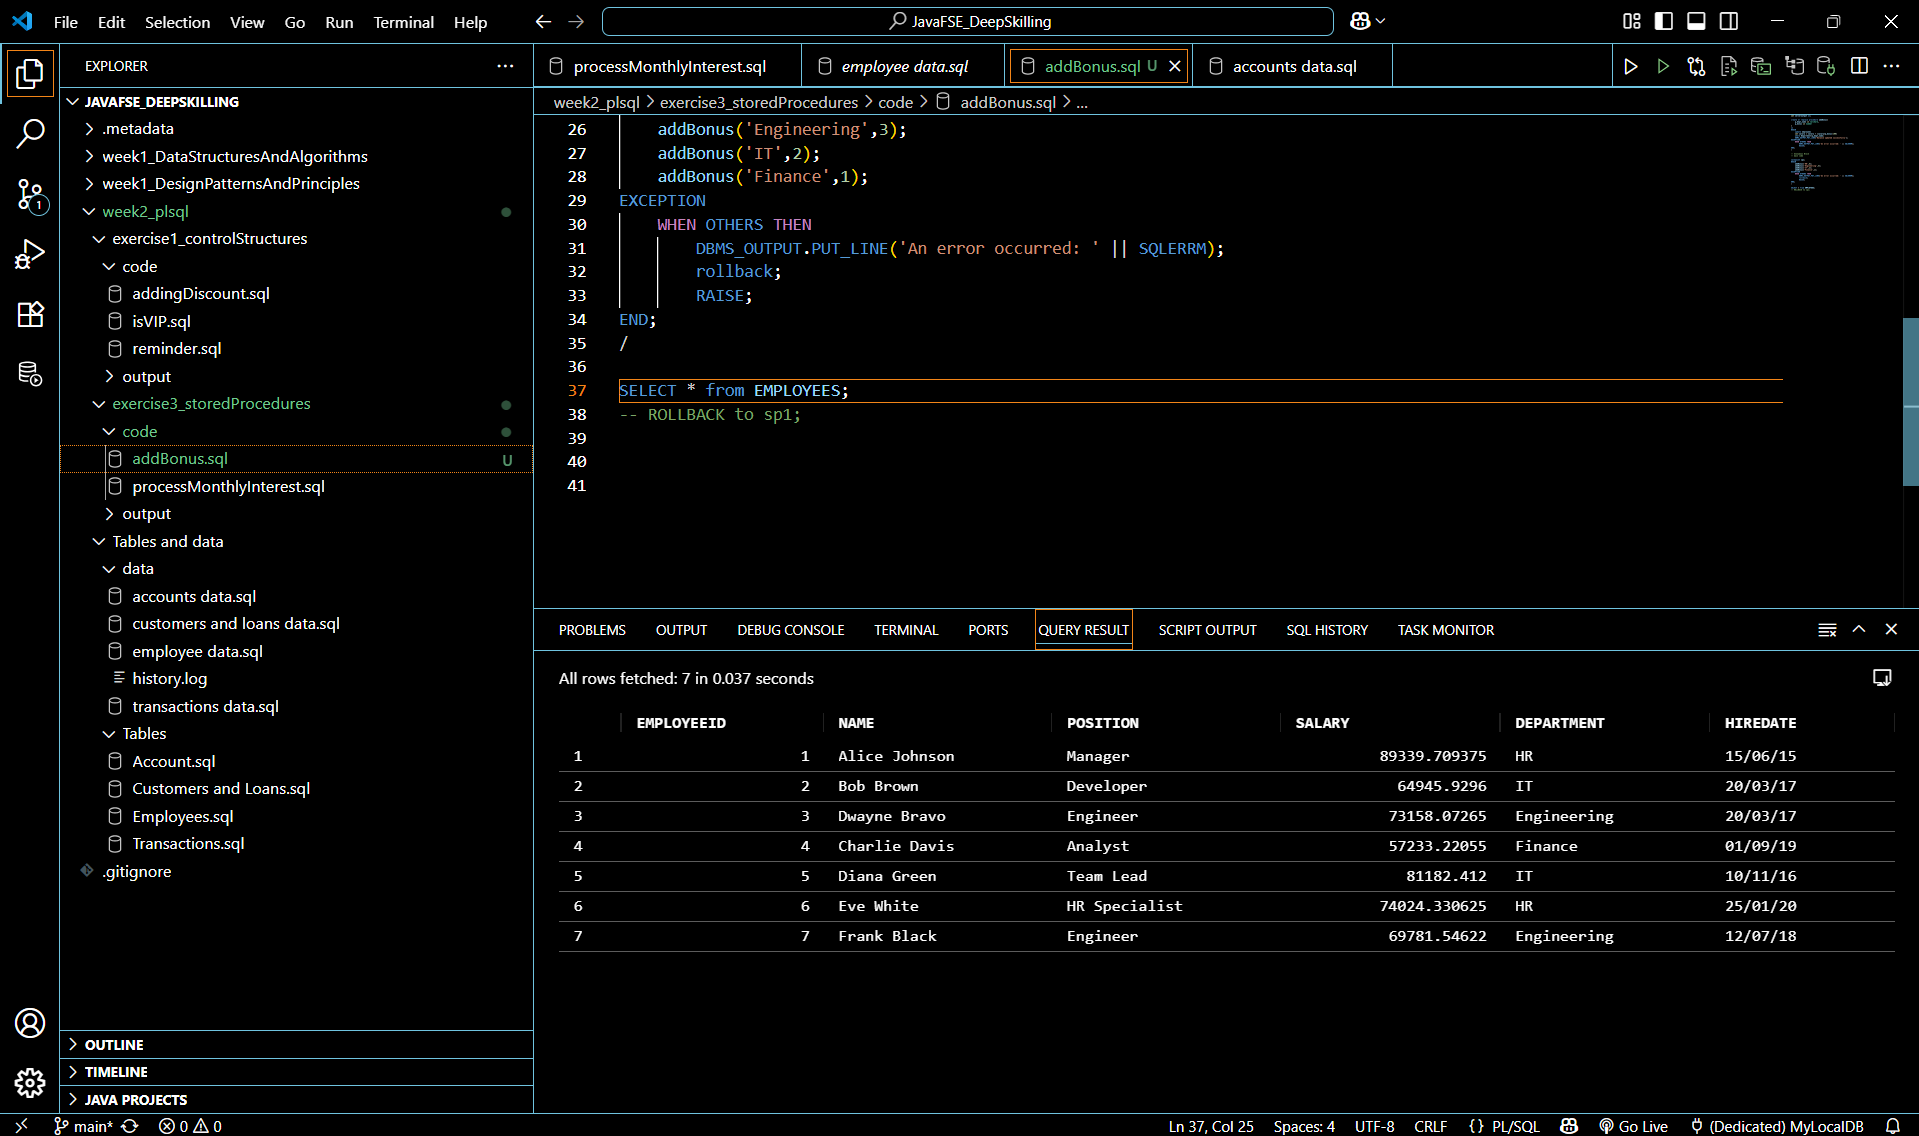 File Edit Selection View Go Run Terminal Help
JavaFSE_DeepSkilling
EXPLORER
JAVAFSE_DEEPSKILLING
.metadata
week1_DataStructuresAndAlgorithms
week1_DesignPatternsAndPrinciples
week2_plsql
exercise1_controlStructures
code
addingDiscount.sql
isVIP.sql
reminder.sql
output
exercise3_storedProcedures
code
addBonus.sql U
processMonthlyInterest.sql
output
Tables and data
data
accounts data.sql
customers and loans data.sql
employee data.sql
history.log
transactions data.sql
Tables
Account.sql
Customers and Loans.sql
Employees.sql
Transactions.sql
.gitignore
OUTLINE
TIMELINE
JAVA PROJECTS
1
processMonthlyInterest.sql employee data.sql addBonus.sql U accounts data.sql
week2_plsql > exercise3_storedProcedures > code > addBonus.sql > ...
26 addBonus('Engineering',3);
27 addBonus('IT',2);
28 addBonus('Finance',1);
29 EXCEPTION
30 WHEN OTHERS THEN
31 DBMS_OUTPUT.PUT_LINE('An error occurred: ' || SQLERRM);
32 rollback;
33 RAISE;
34 END;
35 /
36
37 SELECT * from EMPLOYEES;
38 -- ROLLBACK to sp1;
39
40
41
PROBLEMS OUTPUT DEBUG CONSOLE TERMINAL PORTS QUERY RESULT SCRIPT OUTPUT SQL HISTORY TASK MONITOR
All rows fetched: 7 in 0.037 seconds
EMPLOYEEID NAME POSITION SALARY DEPARTMENT HIREDATE
1 1 Alice Johnson Manager 89339.709375 HR 15/06/15
2 2 Bob Brown Developer 64945.9296 IT 20/03/17
3 3 Dwayne Bravo Engineer 73158.07265 Engineering 20/03/17
4 4 Charlie Davis Analyst 57233.22055 Finance 01/09/19
5 5 Diana Green Team Lead 81182.412 IT 10/11/16
6 6 Eve White HR Specialist 74024.330625 HR 25/01/20
7 7 Frank Black Engineer 69781.54622 Engineering 12/07/18
main* 0 0 Ln 37, Col 25 Spaces: 4 UTF-8 CRLF {} PL/SQL Go Live (Dedicated) MyLocalDB